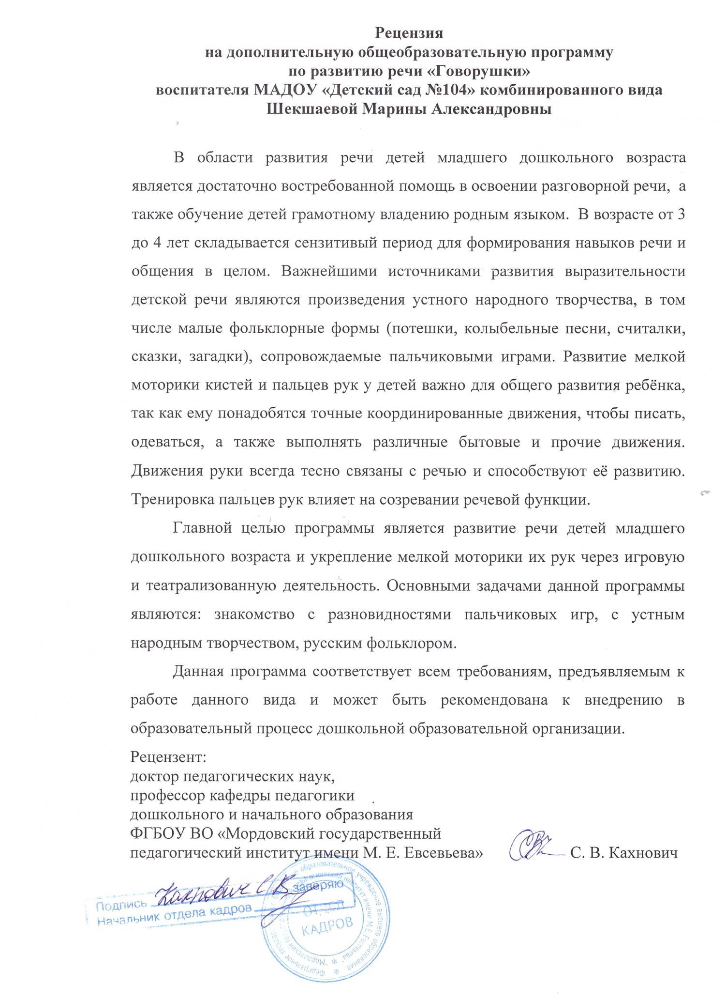 Рецензия
на дополнительную общеобразовательную программу
по развитию речи «Говорушки»
воспитателя МАДОУ «Детский сад №104» комбинированного вида
Шекшаевой Марины Александровны
В области развития речи детей младшего дошкольного возраста
является достаточно востребованной помощь в освоении разговорной речи, а
также обучение детей грамотному владению родным языком. В возрасте от 3
до 4 лет складывается сензитивый период для формирования навыков речи и
общения в целом. Важнейшими источниками развития выразительности
детской речи являются произведения устного народного творчества, в том
числе малые фольклорные формы (потешки, колыбельные песни, считалки,
сказки, загадки), сопровождаемые пальчиковыми играми. Развитие мелкой
моторики кистей и пальцев рук у детей важно для общего развития ребёнка,
так как ему понадобятся точные координированные движения, чтобы писать,
одеваться, а также выполнять различные бытовые и прочие движения.
Движения руки всегда тесно связаны с речью и способствуют её развитию.
Тренировка пальцев рук влияет на созревании речевой функции.
Главной целью программы является развитие речи детей младшего
дошкольного возраста и укрепление мелкой моторики их рук через игровую
и театрализованную деятельность. Основными задачами данной программы
являются: знакомство с разновидностями пальчиковых игр, с устным
народным творчеством, русским фольклором.
Данная программа соответствует всем требованиям, предъявляемым к
работе данного вида и может быть рекомендована к внедрению в
образовательный процесс дошкольной образовательной организации.
Рецензент:
доктор педагогических наук,
профессор кафедры педагогики
дошкольного и начального образования
ФГБОУ ВО «Мордовский государственный
педагогический институт имени М. Е. Евсевьева» С. В. Кахнович
Подпись Кахнович С В заверяю
Начальник отдела кадров
ОТДЕЛ
КАДРОВ
образовательное учреждение высшего образования
педагогический институт имени М.Е. Евсевьева" * "Мордовский
* Федеральное